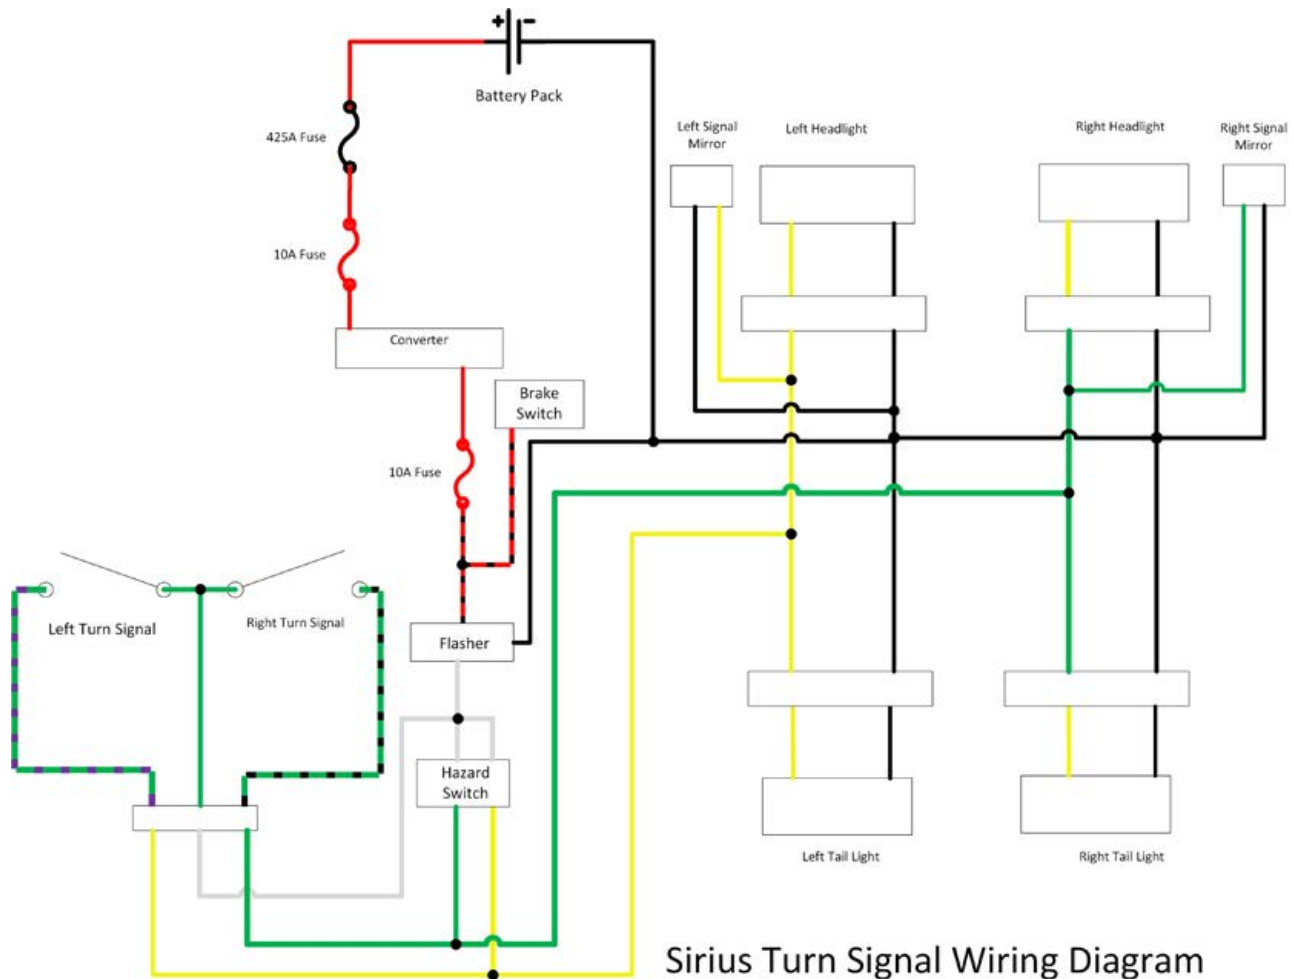 + -
Battery Pack
425A Fuse
Left Signal
Mirror
Left Headlight
Right Headlight
Right Signal
Mirror
10A Fuse
Converter
Brake
Switch
10A Fuse
Left Turn Signal
Right Turn Signal
Flasher
Hazard
Switch
Left Tail Light
Right Tail Light
Sirius Turn Signal Wiring Diagram